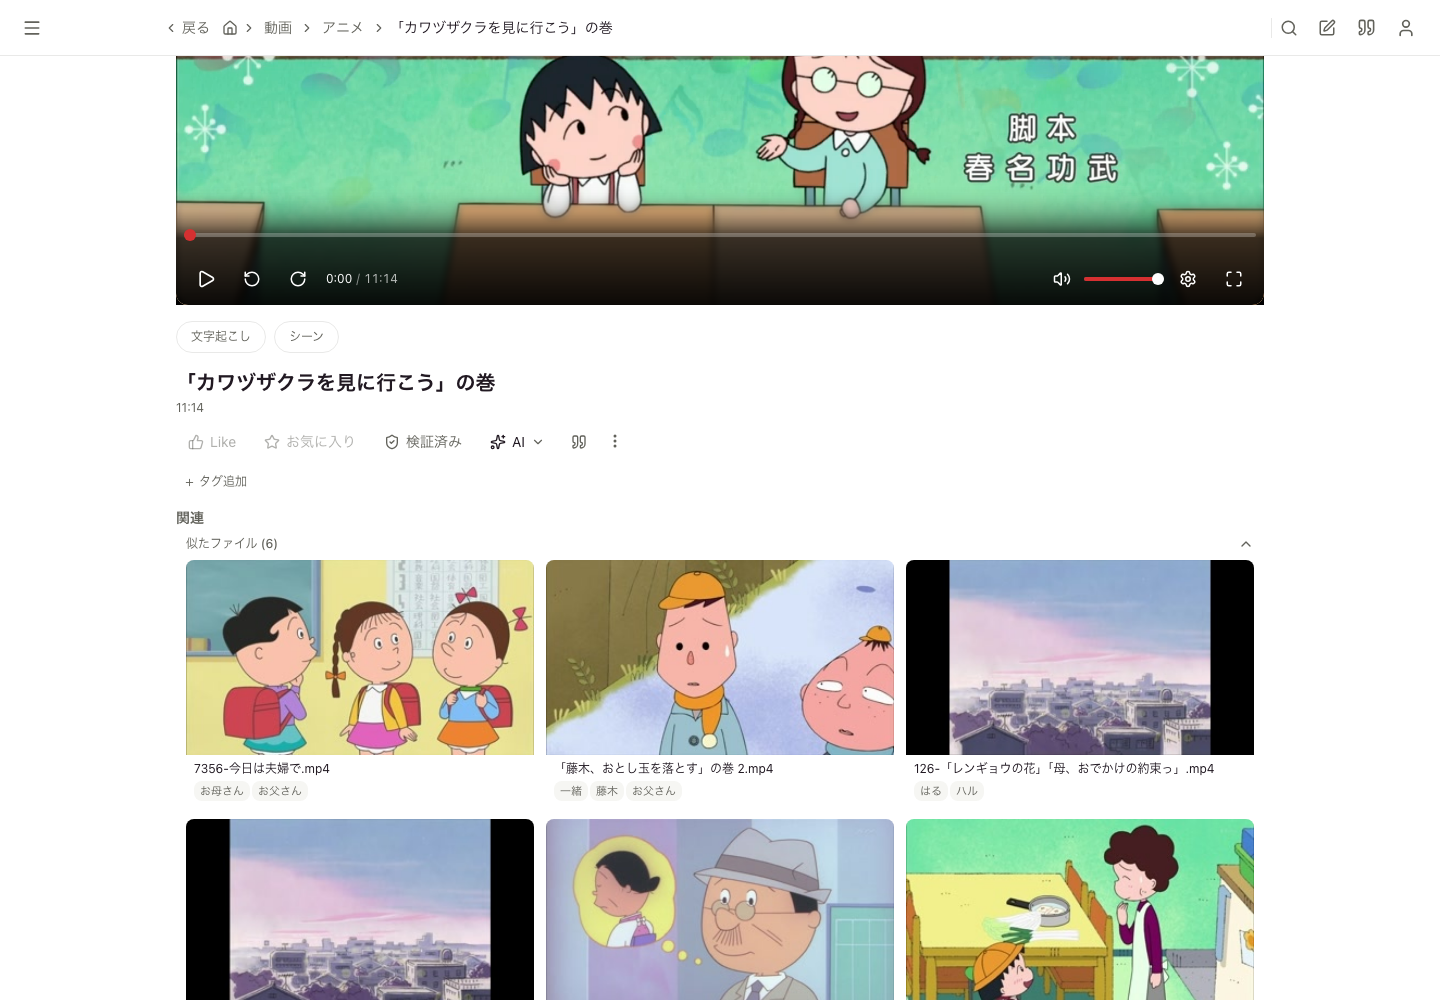 戻る
動画
アニメ
「カワヅザクラを見に行こう」の巻
脚本
春名功武
0:00 / 11:14
文字起こし
シーン
「カワヅザクラを見に行こう」の巻
11:14
Like
お気に入り
検証済み
AI
+ タグ追加
関連
似たファイル (6)
7356-今日は夫婦で.mp4
お母さん
お父さん
「藤木、おとし玉を落とす」の巻 2.mp4
一緒
藤木
お父さん
126-「レンギョウの花」「母、おでかけの約束っ」.mp4
はる
ハル